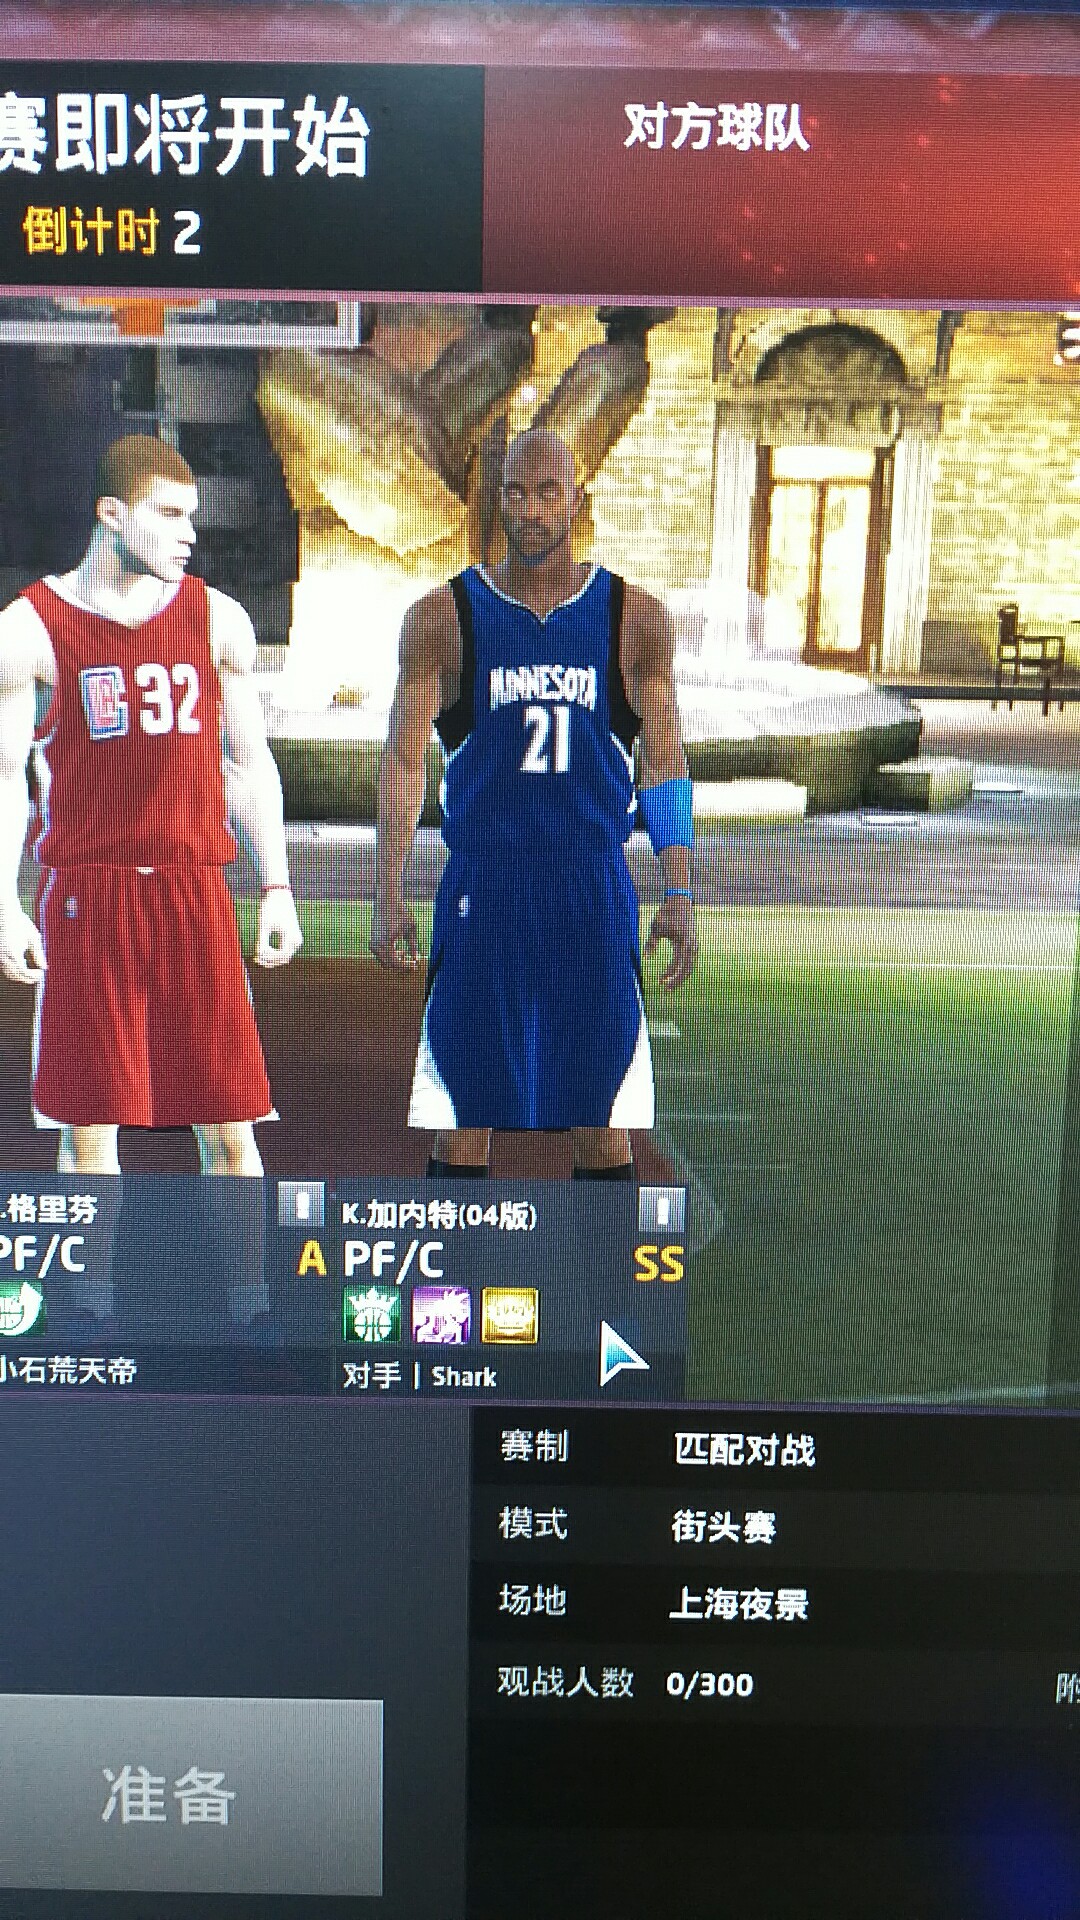 赛即将开始
对方球队
倒计时 2
32
MINNESOTA
21
.格里芬
K.加内特(04版)
PF/C
A
PF/C
SS
小石荒天帝
对手 | Shark
赛制 匹配对战
模式 街头赛
场地 上海夜景
观战人数 0/300
准备